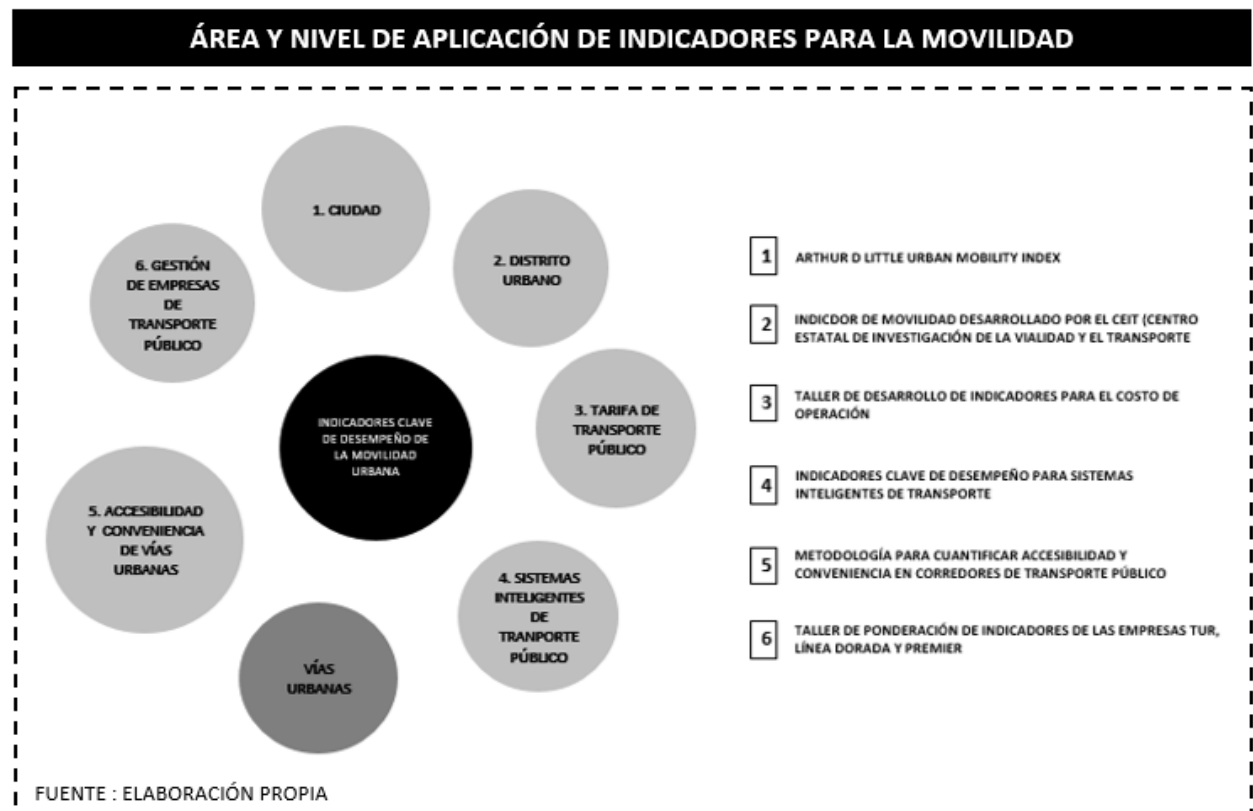 ÁREA Y NIVEL DE APLICACIÓN DE INDICADORES PARA LA MOVILIDAD
1. CIUDAD
2. DISTRITO
URBANO
3. TARIFA DE
TRANSPORTE
PÚBLICO
4. SISTEMAS
INTELIGENTES
DE
TRANPORTE
PÚBLICO
VÍAS
URBANAS
5. ACCESIBILIDAD
Y CONVENIENCIA
DE VÍAS
URBANAS
6. GESTIÓN
DE EMPRESAS
DE
TRANSPORTE
PÚBLICO
INDICADORES CLAVE
DE DESEMPEÑO DE
LA MOVILIDAD
URBANA
1 ARTHUR D LITTLE URBAN MOBILITY INDEX
2 INDICDOR DE MOVILIDAD DESARROLLADO POR EL CEIT (CENTRO
ESTATAL DE INVESTIGACIÓN DE LA VIALIDAD Y EL TRANSPORTE
3 TALLER DE DESARROLLO DE INDICADORES PARA EL COSTO DE
OPERACIÓN
4 INDICADORES CLAVE DE DESEMPEÑO PARA SISTEMAS
INTELIGENTES DE TRANSPORTE
5 METODOLOGÍA PARA CUANTIFICAR ACCESIBILIDAD Y
CONVENIENCIA EN CORREDORES DE TRANSPORTE PÚBLICO
6 TALLER DE PONDERACIÓN DE INDICADORES DE LAS EMPRESAS TUR,
LÍNEA DORADA Y PREMIER
FUENTE : ELABORACIÓN PROPIA